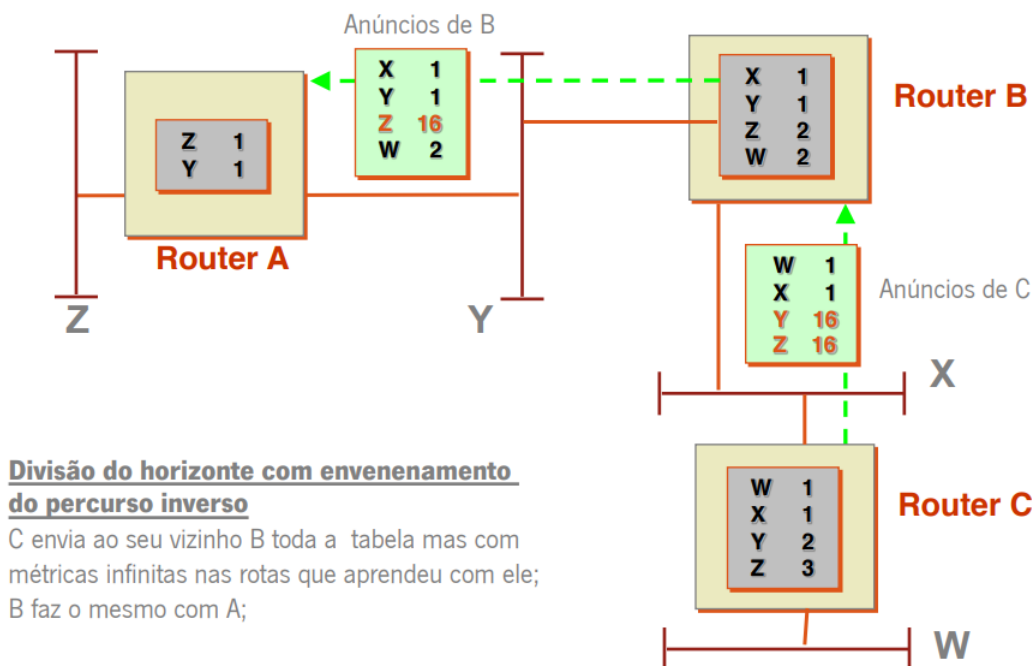 Anúncios de B
X 1
Y 1
Z 16
W 2
Z 1
Y 1
Router A
X 1
Y 1
Z 2
W 2
Router B
Z
Y
W 1
X 1
Y 16
Z 16
Anúncios de C
X
Divisão do horizonte com envenenamento
do percurso inverso
C envia ao seu vizinho B toda a tabela mas com
métricas infinitas nas rotas que aprendeu com ele;
B faz o mesmo com A;
W 1
X 1
Y 2
Z 3
Router C
W